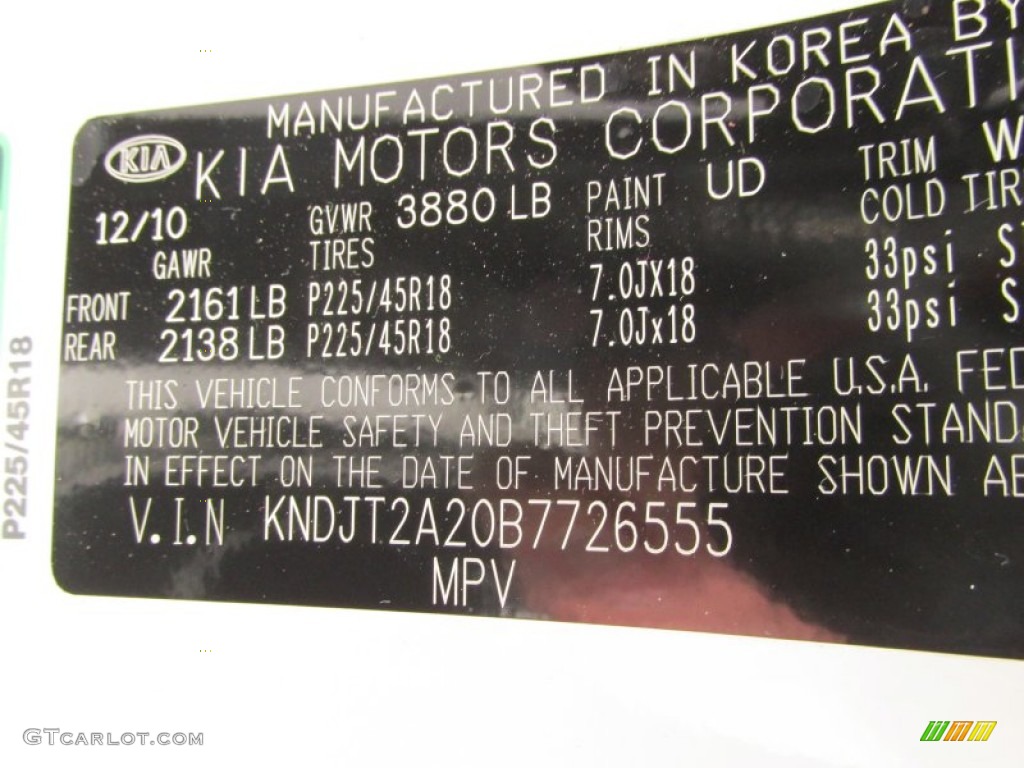 MANUFACTURED IN KOREA BY
KIA KIA MOTORS CORPORATI
12/10 GVWR 3880 LB PAINT UD TRIM W
GAWR TIRES RIMS COLD TIR
FRONT 2161 LB P225/45R18 7.0JX18 33psi S
REAR 2138 LB P225/45R18 7.0Jx18 33psi S
THIS VEHICLE CONFORMS TO ALL APPLICABLE U.S.A. FED
MOTOR VEHICLE SAFETY AND THEFT PREVENTION STAND
IN EFFECT ON THE DATE OF MANUFACTURE SHOWN AB
V.I.N KNDJT2A20B7726555
MPV
P225/45R18
GTCARLOT.COM